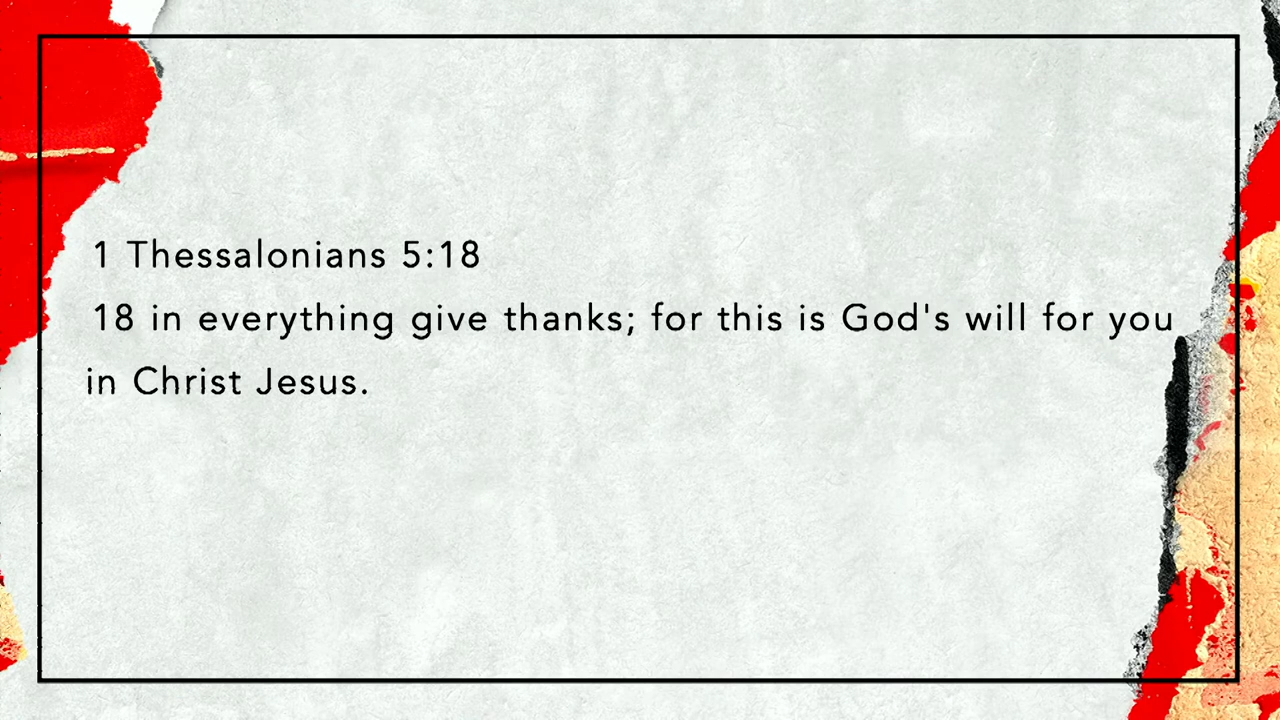 1 Thessalonians 5:18
18 in everything give thanks; for this is God's will for you
in Christ Jesus.